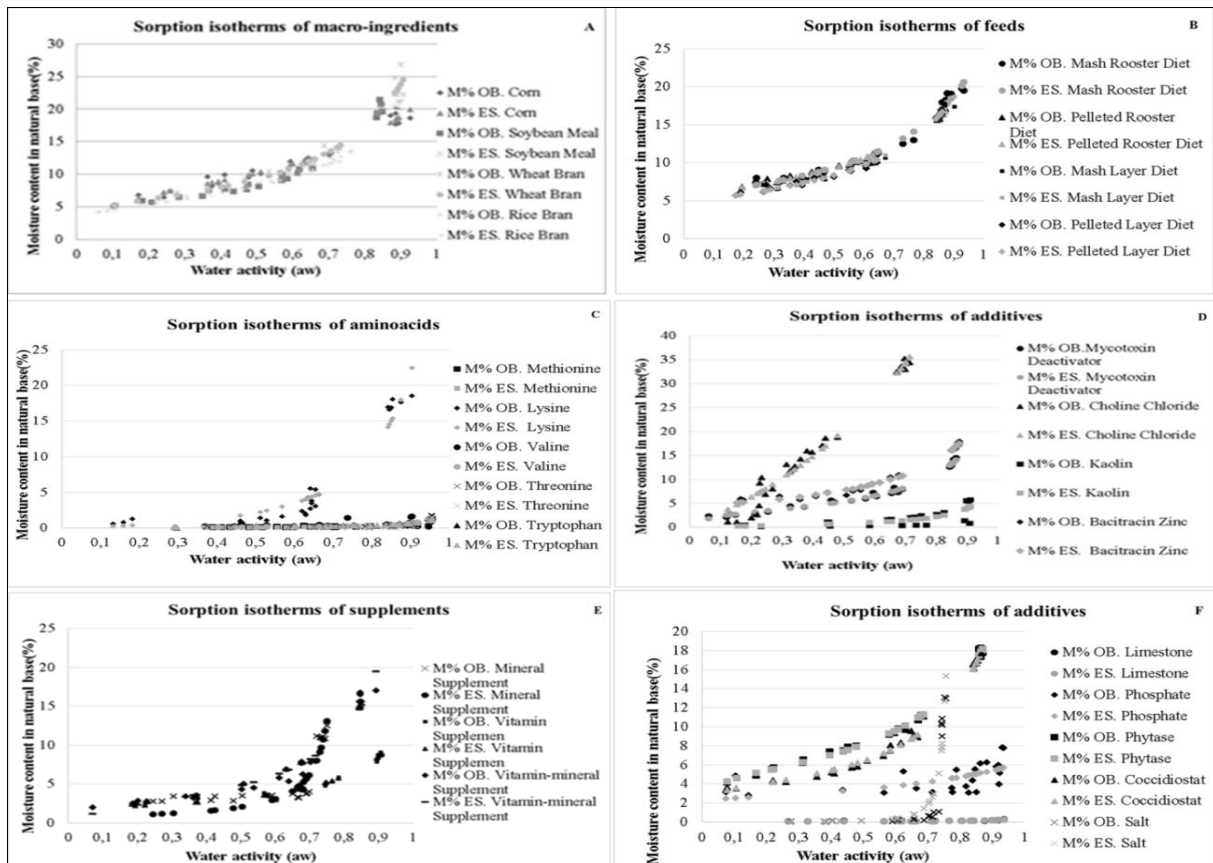 Sorption isotherms of macro-ingredients
A
Moisture content in natural base(%)
30
25
20
15
10
5
0
0 0,1 0,2 0,3 0,4 0,5 0,6 0,7 0,8 0,9 1
Water activity (aw)
M% OB. Corn
M% ES. Corn
M% OB. Soybean Meal
M% ES. Soybean Meal
M% OB. Wheat Bran
M% ES. Wheat Bran
M% OB. Rice Bran
M% ES. Rice Bran
Sorption isotherms of feeds
B
Moisture content in natural base(%)
25
20
15
10
5
0
0 0,1 0,2 0,3 0,4 0,5 0,6 0,7 0,8 0,9 1
Water activity (aw)
M% OB. Mash Rooster Diet
M% ES. Mash Rooster Diet
M% OB. Pelleted Rooster
Diet
M% ES. Pelleted Rooster Diet
M% OB. Mash Layer Diet
M% ES. Mash Layer Diet
M% OB. Pelleted Layer Diet
M% ES. Pelleted Layer Diet
Sorption isotherms of aminoacids
C
Moisture content in natural base(%)
25
20
15
10
5
0
0 0,1 0,2 0,3 0,4 0,5 0,6 0,7 0,8 0,9 1
Water activity (aw)
M% OB. Methionine
M% ES. Methionine
M% OB. Lysine
M% ES. Lysine
M% OB. Valine
M% ES. Valine
M% OB. Threonine
M% ES. Threonine
M% OB. Tryptophan
M% ES. Tryptophan
Sorption isotherms of additives
D
Moisture content in natural base(%)
40
35
30
25
20
15
10
5
0
0 0,1 0,2 0,3 0,4 0,5 0,6 0,7 0,8 0,9 1
Water activity (aw)
M% OB.Mycotoxin
Deactivator
M% ES. Mycotoxin
Deactivator
M% OB. Choline Chloride
M% ES. Choline Chloride
M% OB. Kaolin
M% ES. Kaolin
M% OB. Bacitracin Zinc
M% ES. Bacitracin Zinc
Sorption isotherms of supplements
E
Moisture content in natural base(%)
25
20
15
10
5
0
0 0,1 0,2 0,3 0,4 0,5 0,6 0,7 0,8 0,9 1
Water activity (aw)
M% OB. Mineral
Supplement
M% ES. Mineral
Supplement
M% OB. Vitamin
Supplemen
M% ES. Vitamin
Supplemen
M% OB. Vitamin-mineral
Supplement
M% ES. Vitamin-mineral
Supplement
Sorption isotherms of additives
F
Moisture content in natural base(%)
20
18
16
14
12
10
8
6
4
2
0
0 0,1 0,2 0,3 0,4 0,5 0,6 0,7 0,8 0,9 1
Water activity (aw)
M% OB. Limestone
M% ES. Limestone
M% OB. Phosphate
M% ES. Phosphate
M% OB. Phytase
M% ES. Phytase
M% OB. Coccidiostat
M% ES. Coccidiostat
M% OB. Salt
M% ES. Salt